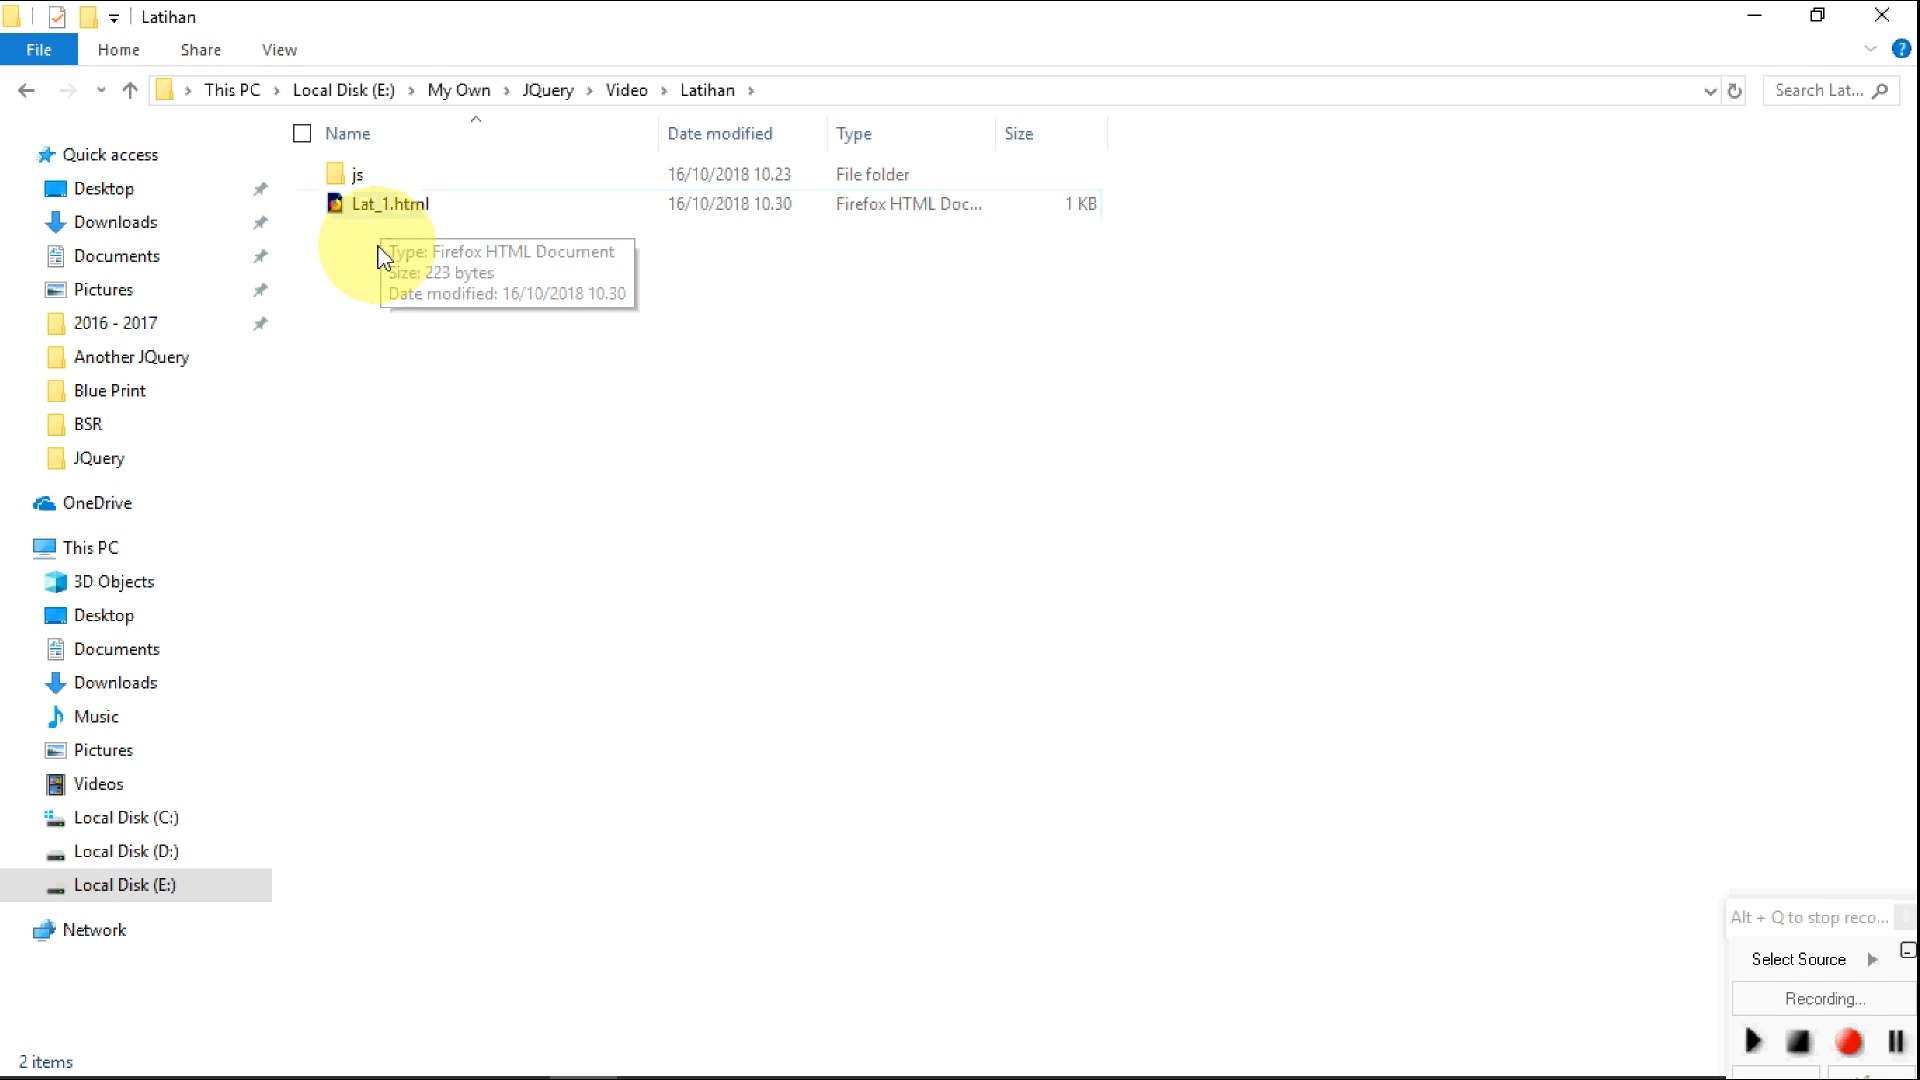 Latihan
File Home Share View
This PC Local Disk (E:) My Own JQuery Video Latihan Search Lat...
Name Date modified Type Size
js 16/10/2018 10.23 File folder
Lat_1.html 16/10/2018 10.30 Firefox HTML Doc... 1 KB
Type: Firefox HTML Document
Size: 223 bytes
Date modified: 16/10/2018 10.30
Quick access
Desktop
Downloads
Documents
Pictures
2016 - 2017
Another JQuery
Blue Print
BSR
JQuery
OneDrive
This PC
3D Objects
Desktop
Documents
Downloads
Music
Pictures
Videos
Local Disk (C:)
Local Disk (D:)
Local Disk (E:)
Network
2 items
Alt + Q to stop reco...
Select Source
Recording...